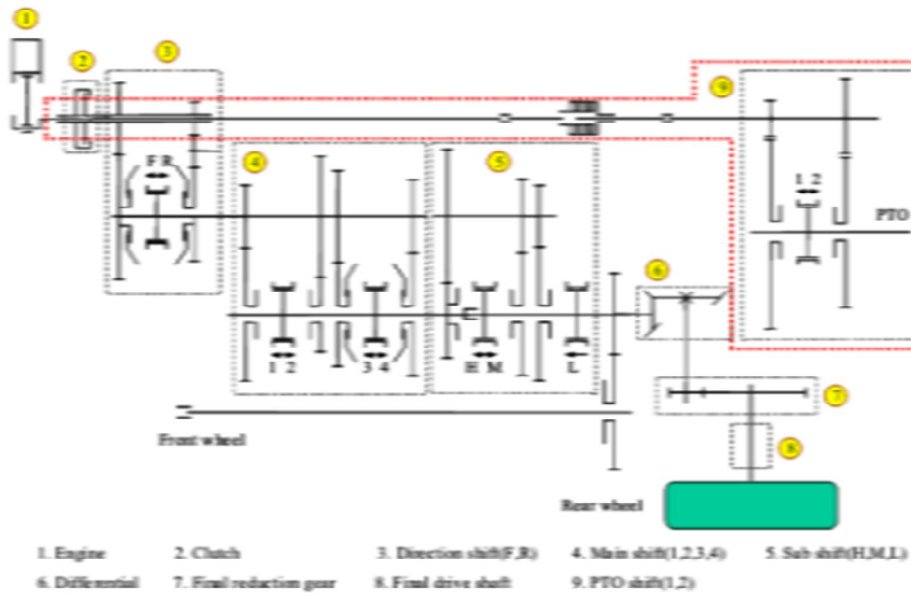 1
2
3
9
F R
4
5
1 2
PTO
6
1 2
3 4
H M
L
7
Front wheel
8
Rear wheel
1. Engine 2. Clutch 3. Direction shift(F,R) 4. Main shift(1,2,3,4) 5. Sub shift(H,M,L)
6. Differential 7. Final reduction gear 8. Final drive shaft 9. PTO shift(1,2)